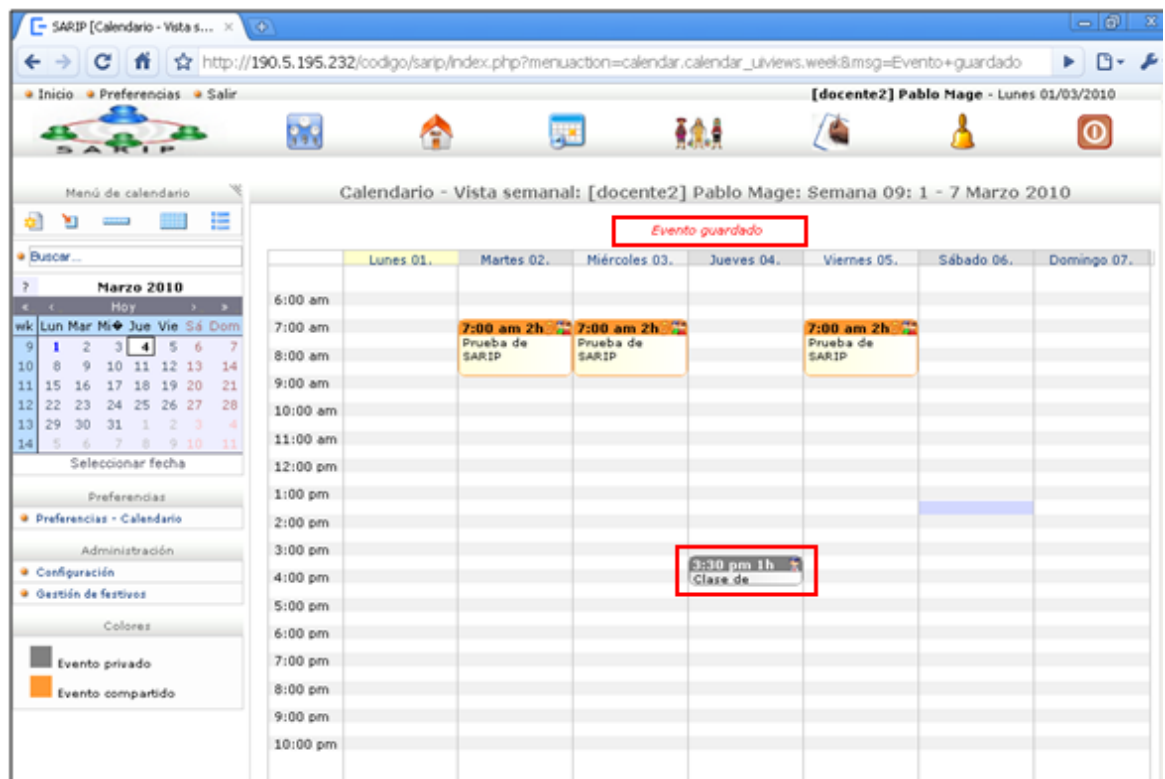 SARIP [Calendario - Vista s...
http://190.5.195.232/codigo/sarip/index.php?menuaction=calendar.calendar_uiviews.week&msg=Evento+guardado
Inicio Preferencias Salir
[docente2] Pablo Mage - Lunes 01/03/2010
SARIP
Menú de calendario
Calendario - Vista semanal: [docente2] Pablo Mage: Semana 09: 1 - 7 Marzo 2010
Evento guardado
Buscar...
Lunes 01. Martes 02. Miércoles 03. Jueves 04. Viernes 05. Sábado 06. Domingo 07.
? Marzo 2010
« < Hoy > »
wk Lun Mar Mi� Jue Vie Sá Dom
9 1 2 3 4 5 6 7
10 8 9 10 11 12 13 14
11 15 16 17 18 19 20 21
12 22 23 24 25 26 27 28
13 29 30 31 1 2 3 4
14 5 6 7 8 9 10 11
Seleccionar fecha
Preferencias
Preferencias - Calendario
Administración
Configuración
Gestión de festivos
Colores
Evento privado
Evento compartido
6:00 am
7:00 am
8:00 am
9:00 am
10:00 am
11:00 am
12:00 pm
1:00 pm
2:00 pm
3:00 pm
4:00 pm
5:00 pm
6:00 pm
7:00 pm
8:00 pm
9:00 pm
10:00 pm
7:00 am 2h
Prueba de
SARIP
7:00 am 2h
Prueba de
SARIP
7:00 am 2h
Prueba de
SARIP
3:30 pm 1h
Clase de